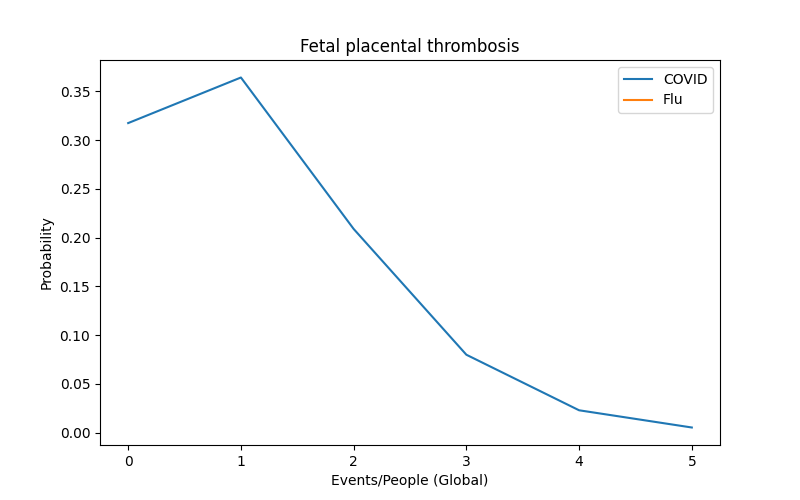 Fetal placental thrombosis
COVID
Flu
Probability
0.35
0.30
0.25
0.20
0.15
0.10
0.05
0.00
0 1 2 3 4 5
Events/People (Global)